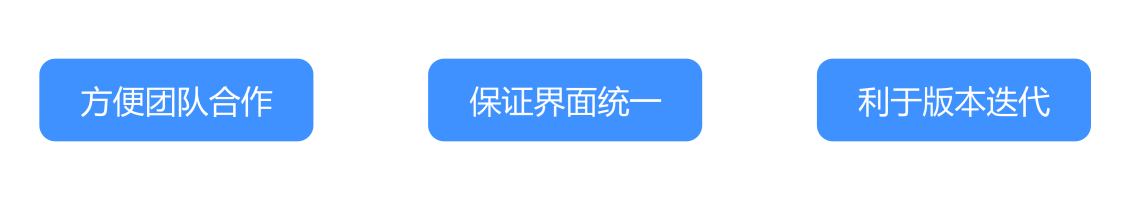 方便团队合作
保证界面统一
利于版本迭代